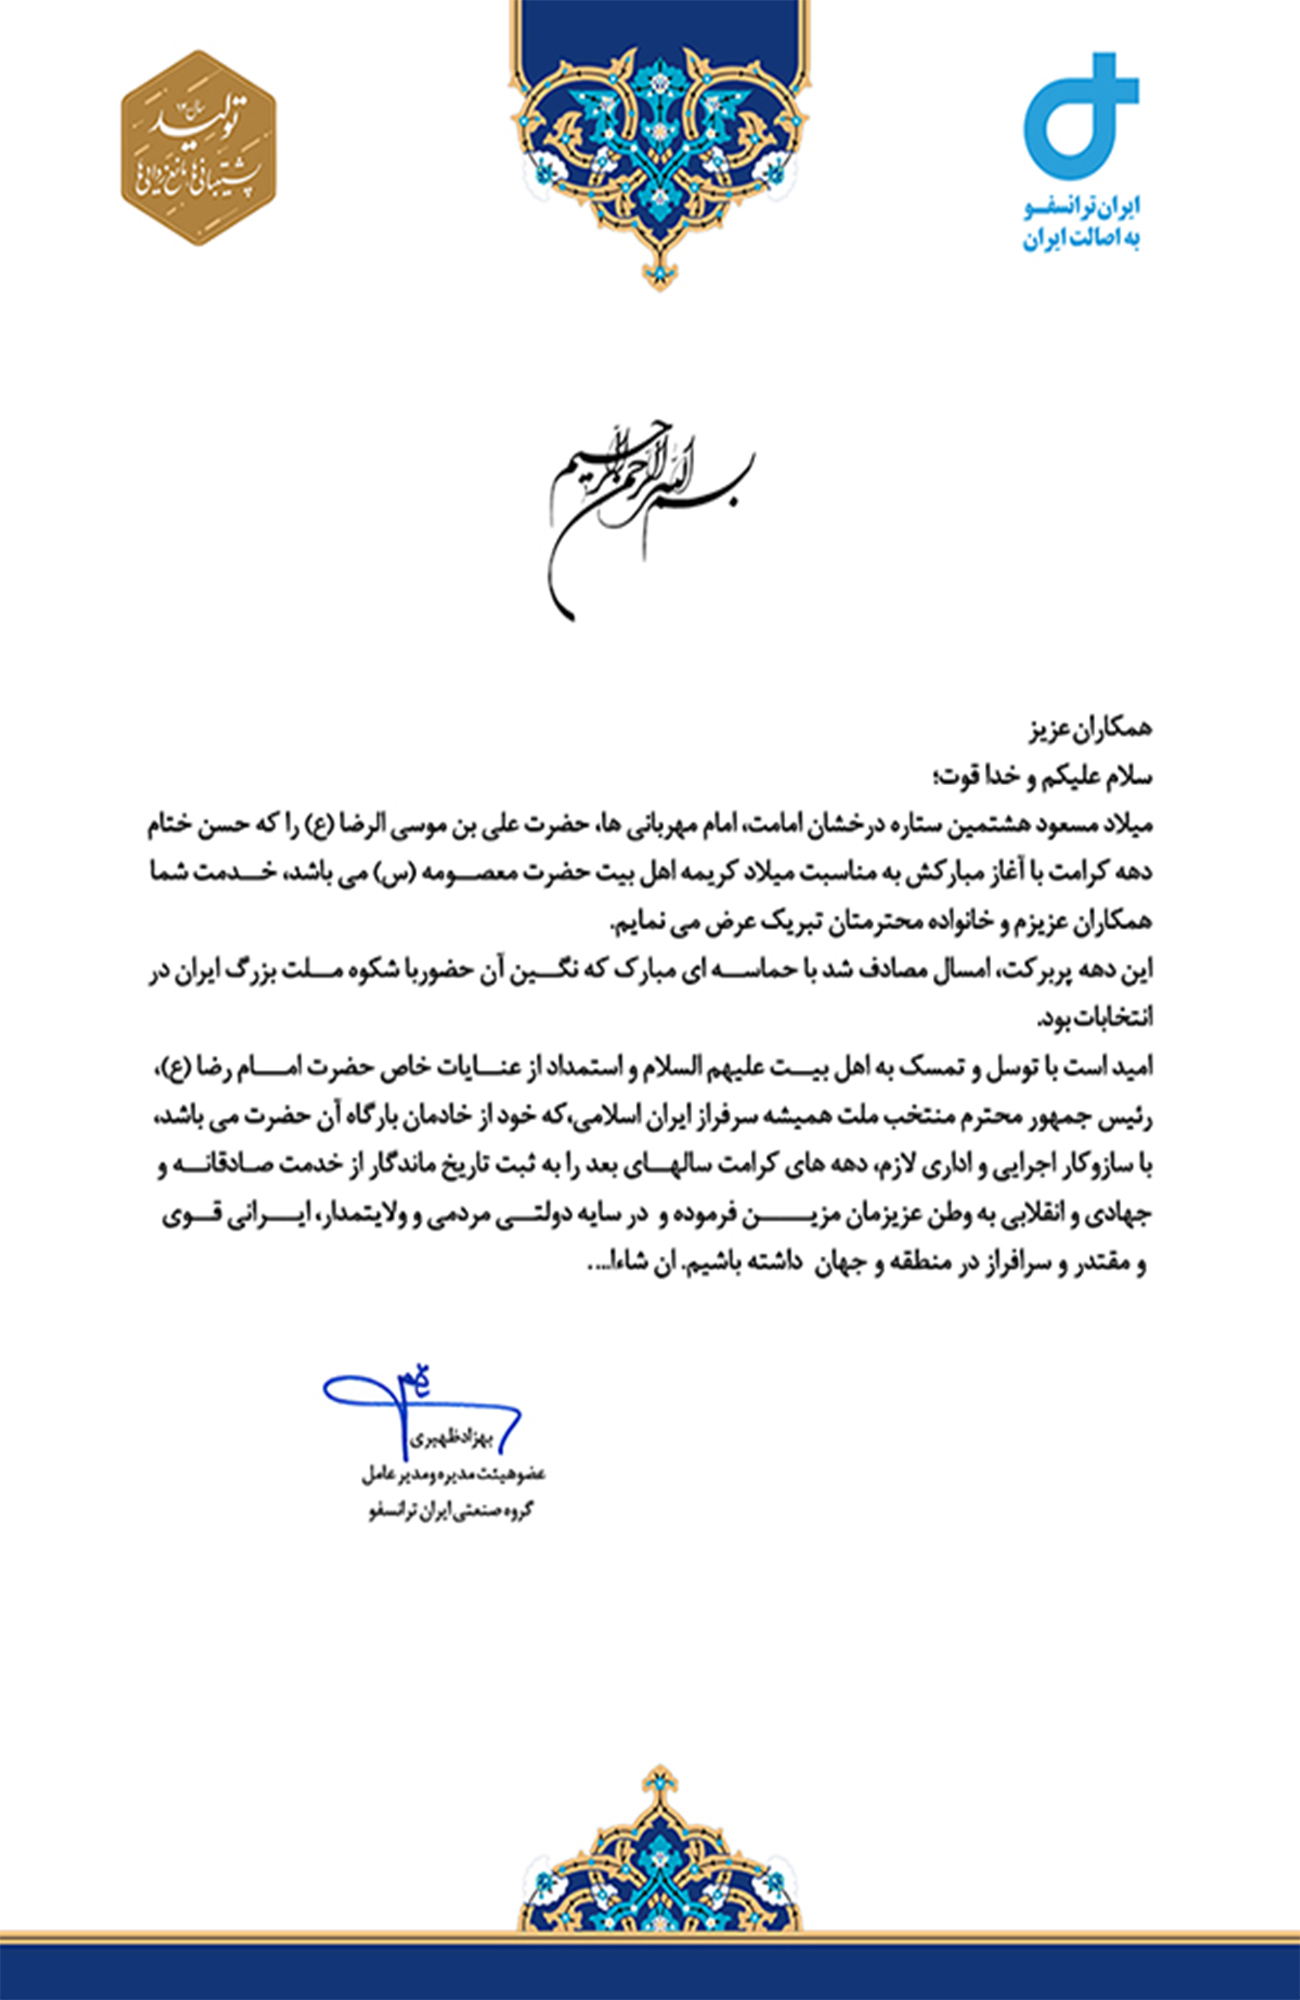 ایران ترانسفو
به اصالت ایران
سال ۱۴۰۰
تولید
پشتیبانی‌ها، مانع‌زدایی‌ها
بسم الله الرحمن الرحیم
همکاران عزیز
سلام علیکم و خدا قوت؛
میلاد مسعود هشتمین ستاره درخشان امامت، امام مهربانی ها، حضرت علی بن موسی الرضا (ع) را که حسن ختام
دهه کرامت با آغاز مبارکش به مناسبت میلاد کریمه اهل بیت حضرت معصومه (س) می باشد، خدمت شما
همکاران عزیزم و خانواده محترمتان تبریک عرض می نمایم.
این دهه پربرکت، امسال مصادف شد با حماسه ای مبارک که نگین آن حضوربا شکوه ملت بزرگ ایران در
انتخابات بود.
امید است با توسل و تمسک به اهل بیت علیهم السلام و استمداد از عنایات خاص حضرت امام رضا (ع)،
رئیس جمهور محترم منتخب ملت همیشه سرفراز ایران اسلامی،که خود از خادمان بارگاه آن حضرت می باشد،
با سازوکار اجرایی و اداری لازم، دهه های کرامت سالهای بعد را به ثبت تاریخ ماندگار از خدمت صادقانه و
جهادی و انقلابی به وطن عزیزمان مزین فرموده و در سایه دولتی مردمی و ولایتمدار، ایرانی قوی
و مقتدر و سرافراز در منطقه و جهان داشته باشیم. ان شاءا... .
بهزادظهیری
عضوهیئت مدیره ومدیر عامل
گروه صنعتی ایران ترانسفو